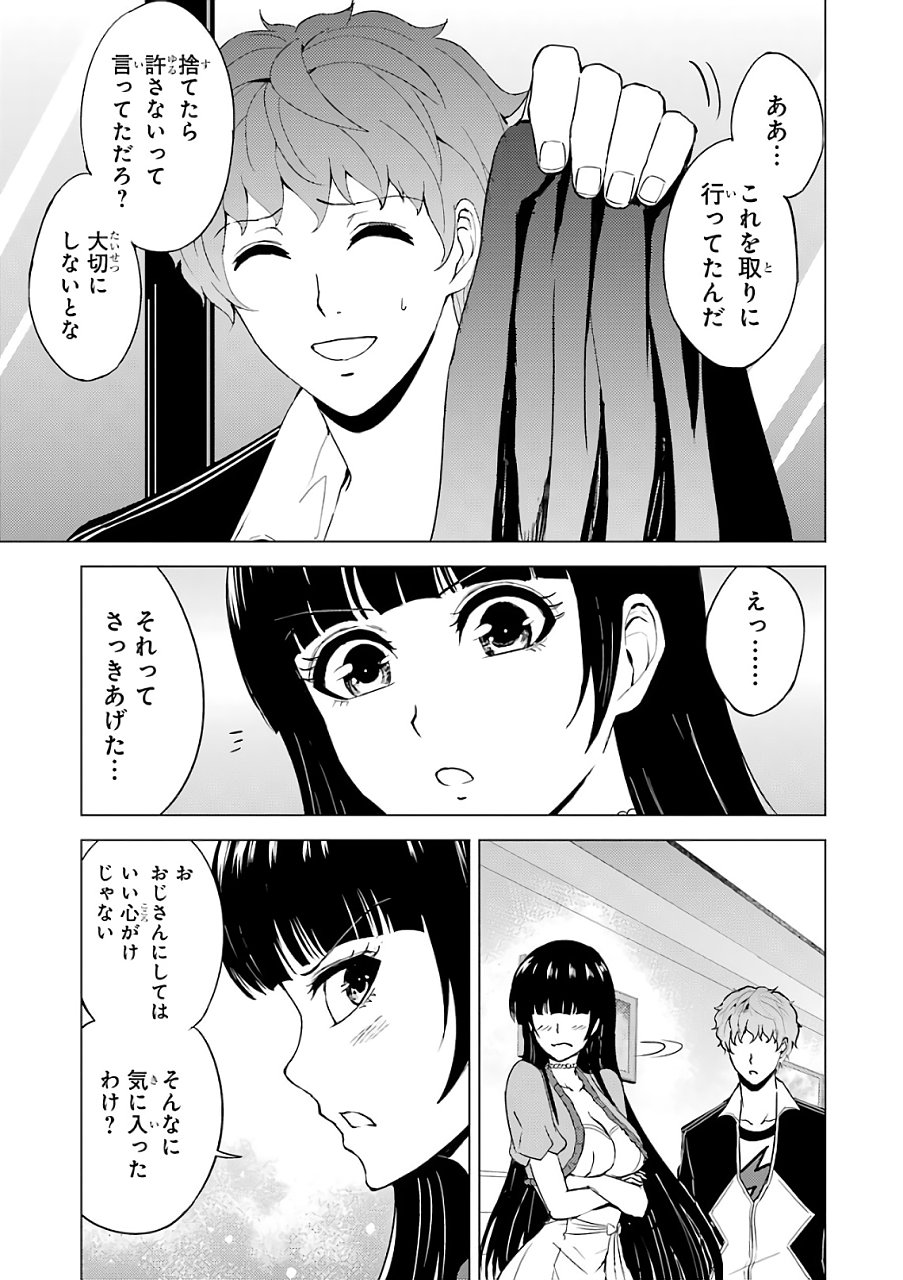 ああ…
これを取りに
行ってたんだ
捨てたら
許さないって
言ってただろ?
大切に
しないとな
えっ……
それって
さっきあげた…
お
おじさんにしては
いい心がけ
じゃない
そんなに
気に入った
わけ?